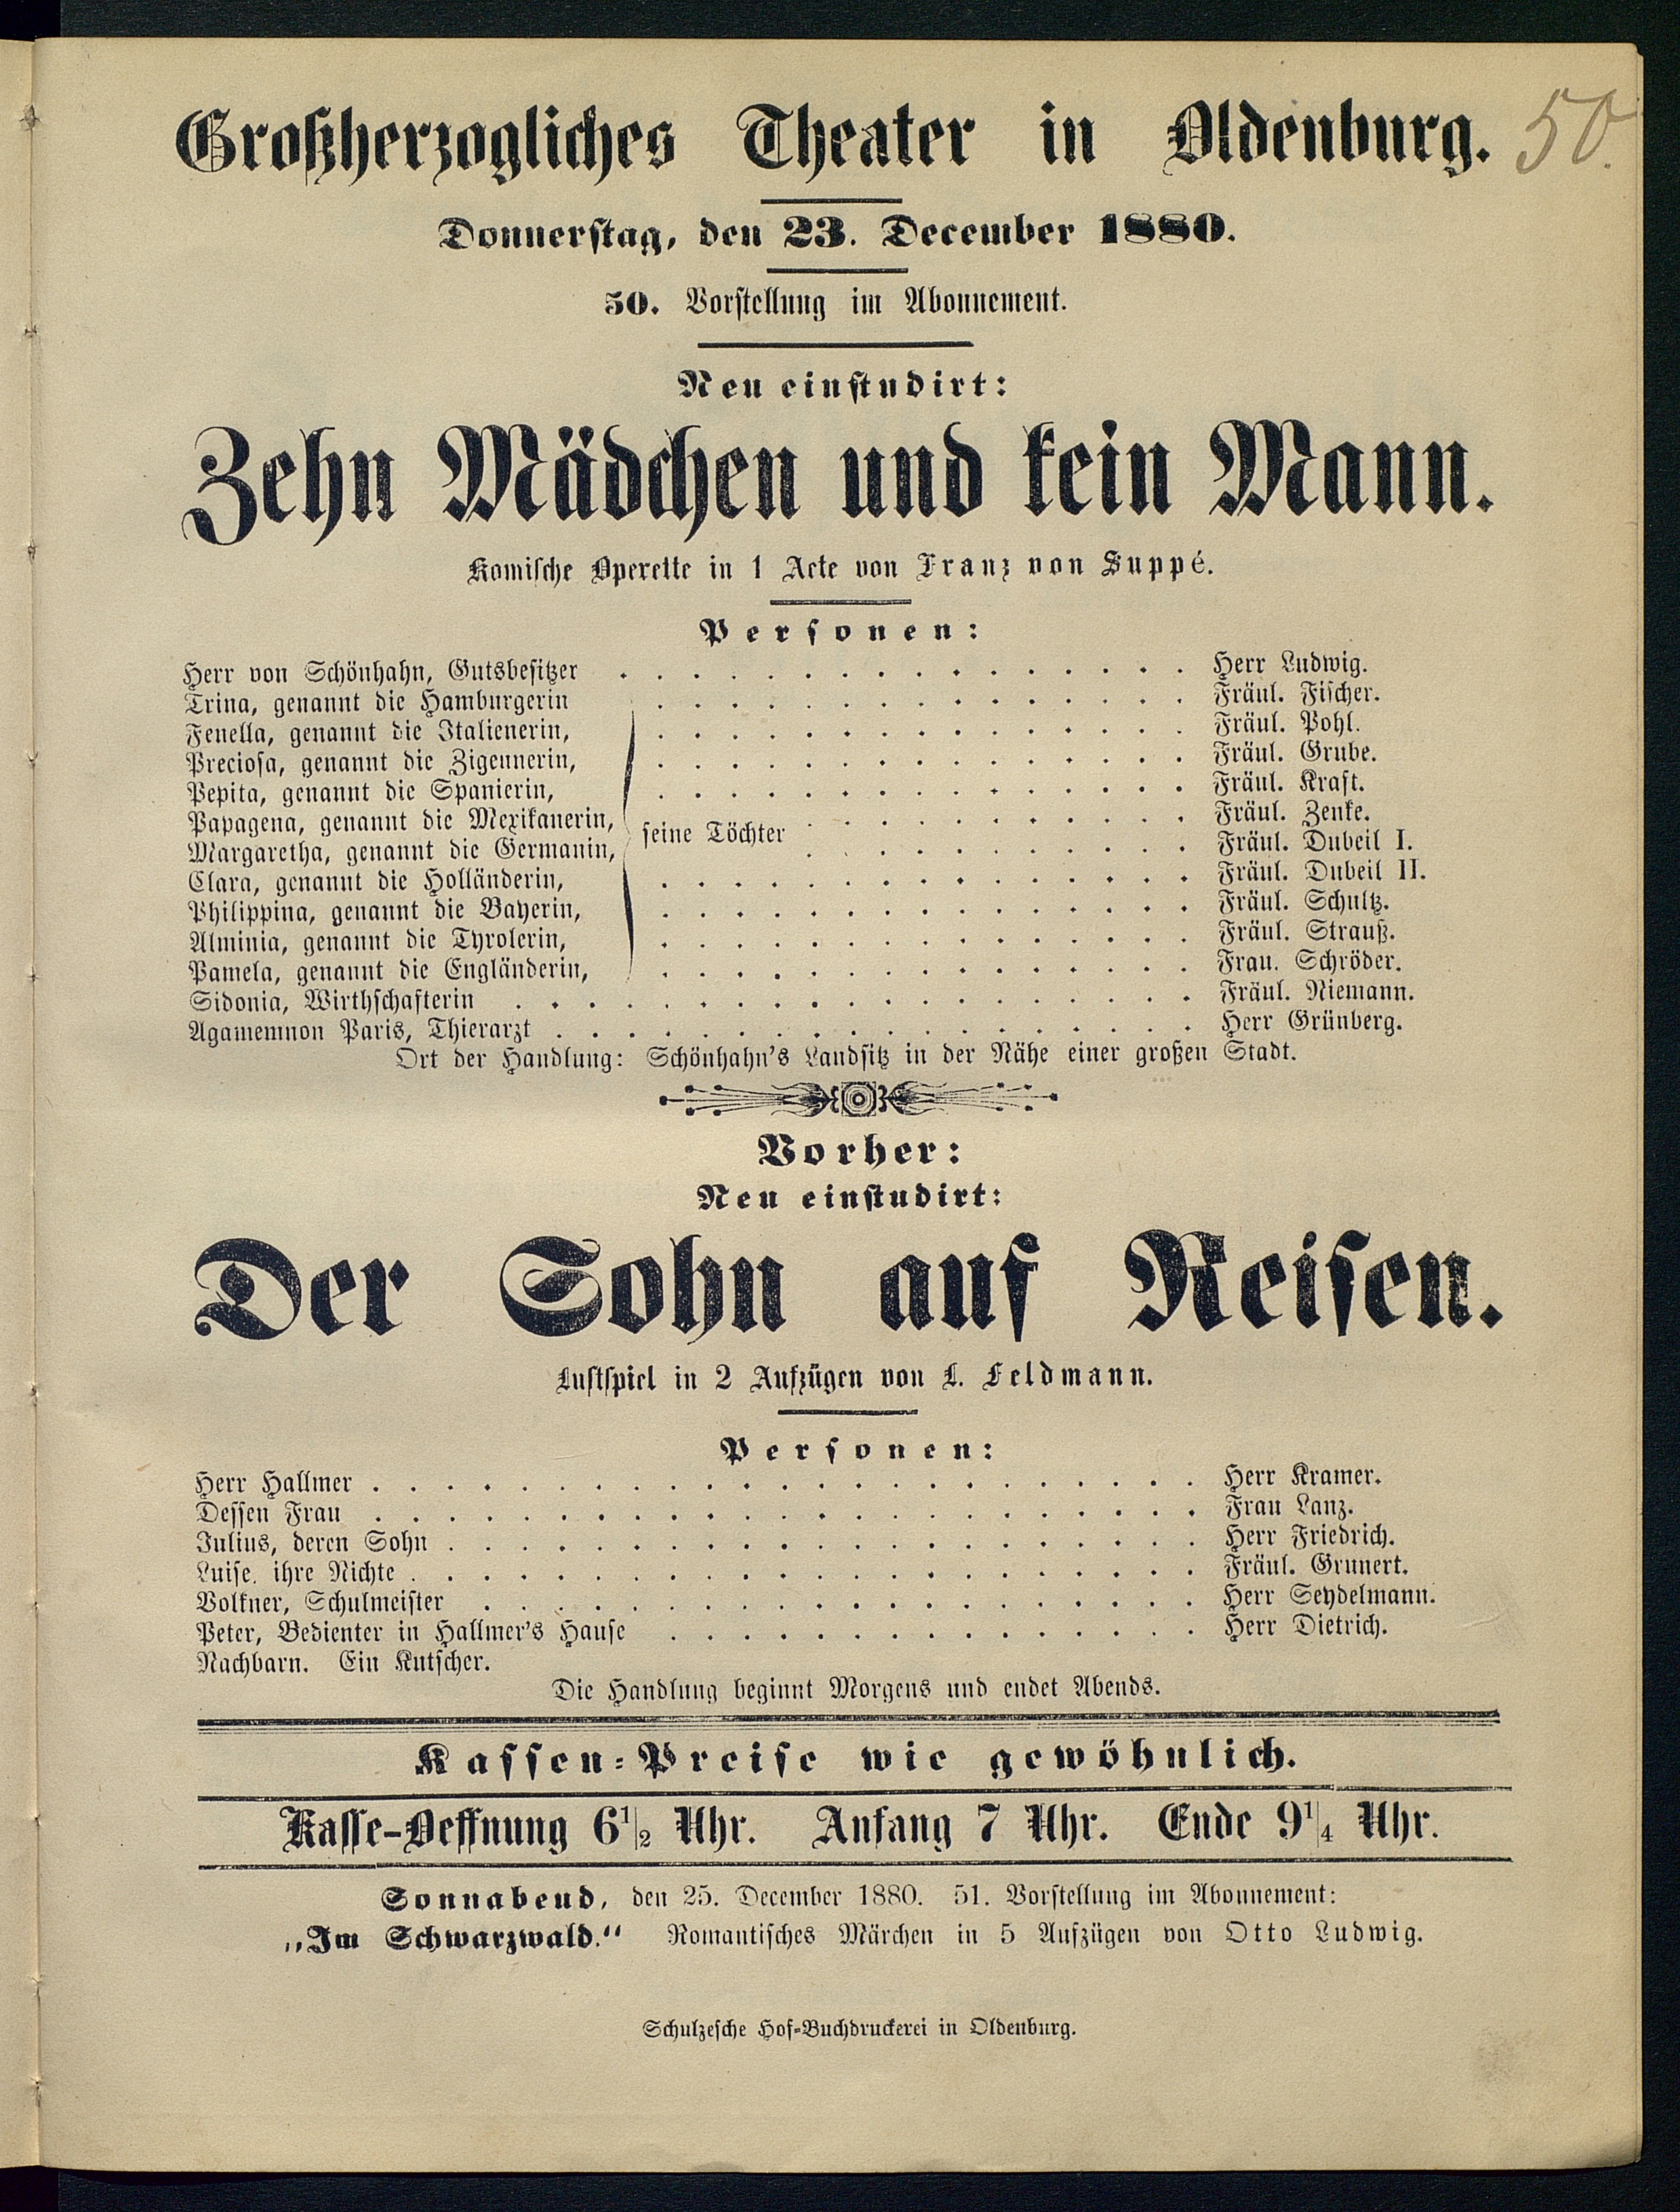 Großherzogliches Theater in Oldenburg.
50.
Donnerstag, den 23. December 1880.
50. Vorstellung im Abonnement.
Neu einstudirt:
Zehn Mädchen und kein Mann.
Komische Operette in 1 Acte von Franz von Suppé.
Personen:
Herr von Schönhahn, Gutsbesitzer . . . . . . . . . . . . . . . . Herr Ludwig.
Trina, genannt die Hamburgerin . . . . . . . . . . . . . . . Fräul. Fischer.
Fenella, genannt die Italienerin, . . . . . . . . . . . . . . . Fräul. Pohl.
Preciosa, genannt die Zigennerin, . . . . . . . . . . . . . . . Fräul. Grube.
Pepita, genannt die Spanierin, . . . . . . . . . . . . . . . Fräul. Kraft.
Papagena, genannt die Mexikanerin, . . . . . . . . . . . Fräul. Zenke.
seine Töchter
Margaretha, genannt die Germanin, . . . . . . . . . . . Fräul. Dubeil I.
Clara, genannt die Holländerin, . . . . . . . . . . . . . . . Fräul. Dubeil II.
Philippina, genannt die Bayerin, . . . . . . . . . . . . . . . Fräul. Schultz.
Alminia, genannt die Tyrolerin, . . . . . . . . . . . . . . . Fräul. Strauß.
Pamela, genannt die Engländerin, . . . . . . . . . . . . . . . Frau. Schröder.
Sidonia, Wirthschafterin . . . . . . . . . . . . . . . . . . . Fräul. Niemann.
Agamemnon Paris, Thierarzt . . . . . . . . . . . . . . . . . . Herr Grünberg.
Ort der Handlung: Schönhahn's Landsitz in der Nähe einer großen Stadt.
Vorher:
Neu einstudirt:
Der Sohn auf Reisen.
Lustspiel in 2 Aufzügen von L. Feldmann.
Personen:
Herr Hallmer . . . . . . . . . . . . . . . . . . . . . . . Herr Kramer.
Dessen Frau . . . . . . . . . . . . . . . . . . . . . . . Frau Lanz.
Julius, deren Sohn . . . . . . . . . . . . . . . . . . . . . Herr Friedrich.
Luise, ihre Nichte . . . . . . . . . . . . . . . . . . . . . . Fräul. Grunert.
Volkner, Schulmeister . . . . . . . . . . . . . . . . . . . . Herr Seydelmann.
Peter, Bedienter in Hallmer's Hause . . . . . . . . . . . . . . . Herr Dietrich.
Nachbarn. Ein Kutscher.
Die Handlung beginnt Morgens und endet Abends.
Kassen-Preise wie gewöhnlich.
Kasse-Oeffnung 6 1/2 Uhr. Anfang 7 Uhr. Ende 9 1/4 Uhr.
Sonnabend, den 25. December 1880. 51. Vorstellung im Abonnement:
„Im Schwarzwald.“ Romantisches Märchen in 5 Aufzügen von Otto Ludwig.
Schulzesche Hof-Buchdruckerei in Oldenburg.